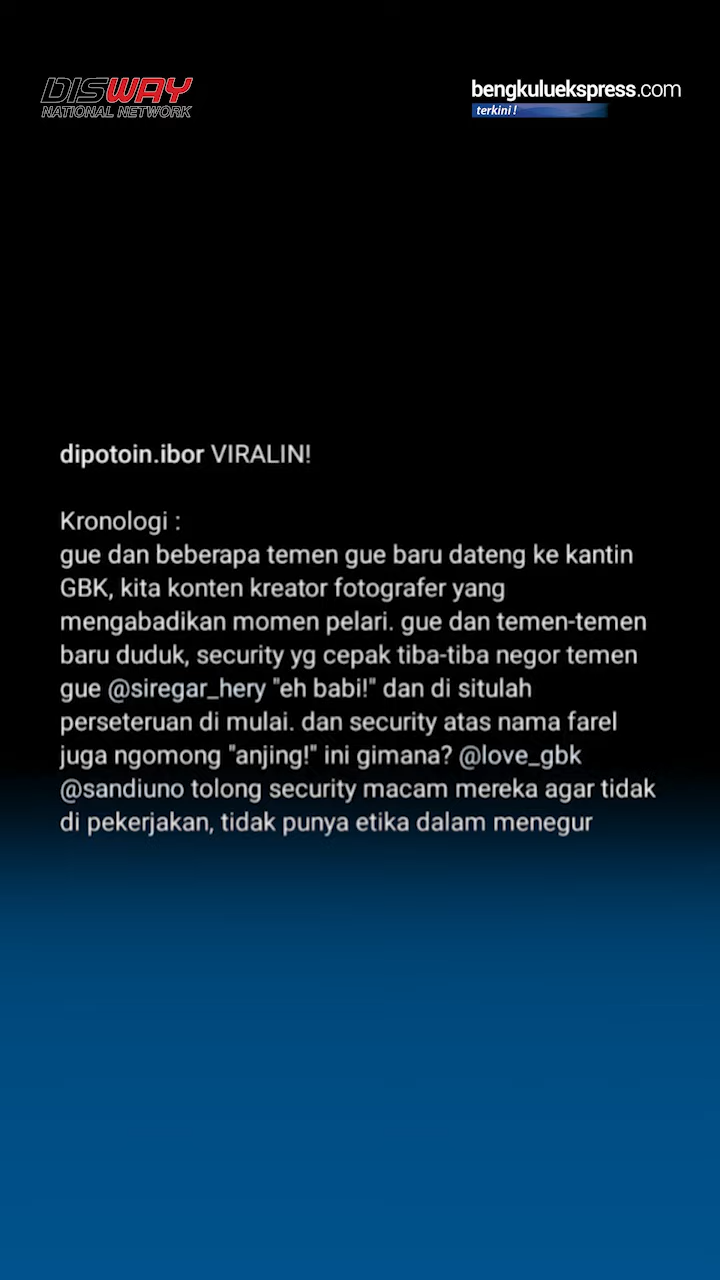 DISWAY
NATIONAL NETWORK
bengkuluekspress.com
terkini!
dipotoin.ibor VIRALIN!
Kronologi :
gue dan beberapa temen gue baru dateng ke kantin
GBK, kita konten kreator fotografer yang
mengabadikan momen pelari. gue dan temen-temen
baru duduk, security yg cepak tiba-tiba negor temen
gue @siregar_hery "eh babi!" dan di situlah
perseteruan di mulai. dan security atas nama farel
juga ngomong "anjing!" ini gimana? @love_gbk
@sandiuno tolong security macam mereka agar tidak
di pekerjakan, tidak punya etika dalam menegur